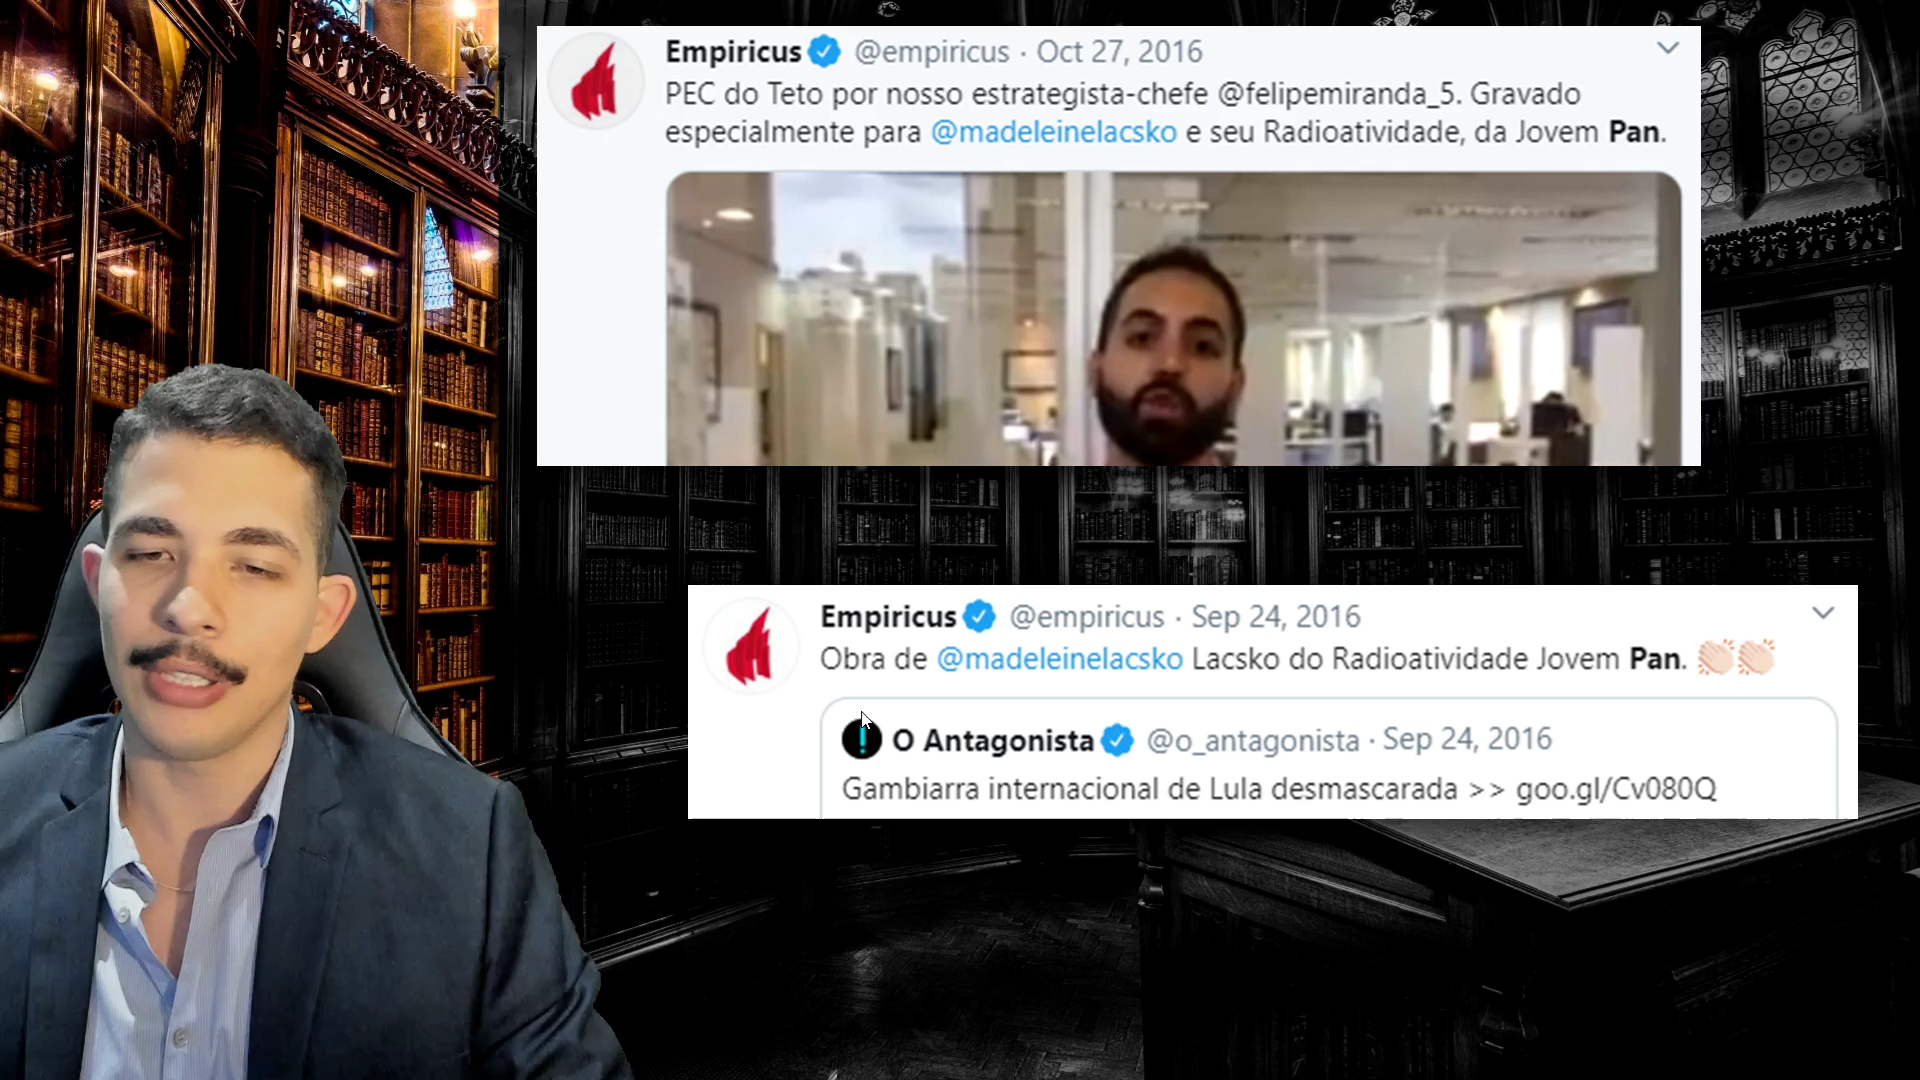 Empiricus @empiricus · Oct 27, 2016
PEC do Teto por nosso estrategista-chefe @felipemiranda_5. Gravado
especialmente para @madeleinelacsko e seu Radioatividade, da Jovem Pan.
Empiricus @empiricus · Sep 24, 2016
Obra de @madeleinelacsko Lacsko do Radioatividade Jovem Pan. 👏🏻👏🏻
O Antagonista @o_antagonista · Sep 24, 2016
Gambiarra internacional de Lula desmascarada >> goo.gl/Cv080Q